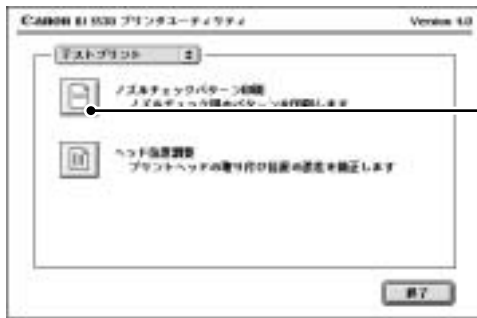 Canon BJ S530 プリンタユーティリティ
Version 4.0
テストプリント
ノズルチェックパターン印刷
ノズルチェック用のパターンを印刷します
ヘッド位置調整
プリントヘッドの取り付け位置の誤差を補正します
終了